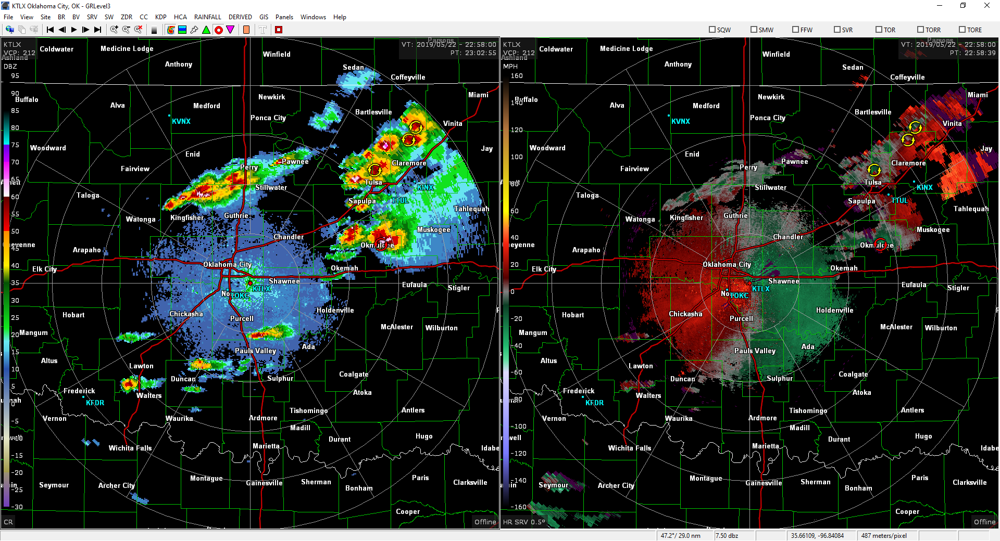 KTLX Oklahoma City, OK - GRLevel3
File View Site BR BV SRV SW ZDR CC KDP HCA RAINFALL DERIVED GIS Panels Windows Help
SQW SMW FFW SVR TOR TORR TORE
KTLX
VCP: 212
DBZ
95
90
85
80
75
70
65
60
55
50
45
40
35
30
25
20
15
10
5
-5
-10
-15
-20
-25
-30
CR
VT: 2019/05/22 - 22:58:00
PT: 23:02:55
Parsons
Ashland
Coldwater
Medicine Lodge
Winfield
Anthony
Sedan
Coffeyville
Buffalo
Alva
Medford
Newkirk
Bartlesville
Miami
KVNX
Ponca City
Vinita
Woodward
Enid
Pawnee
Jay
Fairview
Perry
Claremore
Stillwater
Tulsa
KINX
Taloga
Sapulpa
TTUL
Tahlequah
Watonga
Kingfisher
Guthrie
Muskogee
Cheyenne
Arapaho
Chandler
Okmulgee
Elk City
Oklahoma City
Okemah
Shawnee
KTLX
Eufaula
Stigler
TOKC
Hobart
Chickasha
Purcell
Holdenville
Mangum
McAlester
Wilburton
Altus
Pauls Valley
Ada
Lawton
Duncan
Sulphur
Coalgate
Frederick
KFDR
Walters
Atoka
Vernon
Waurika
Ardmore
Tishomingo
Antlers
Madill
Wichita Falls
Marietta
Durant
Hugo
Idabe
Seymour
Archer City
Montague
Gainesville
Sherman
Bonham
Paris
Clarksville
Cooper
Offline
KTLX
VCP: 212
MPH
160
140
120
100
80
60
40
20
0
-20
-40
-60
-80
-100
-120
-140
-160
HR SRV 0.5°
VT: 2019/05/22 - 22:58:00
PT: 22:58:39
Parsons
Ashland
Coldwater
Medicine Lodge
Winfield
Anthony
Sedan
Coffeyville
Buffalo
Alva
Medford
Newkirk
Bartlesville
Miami
KVNX
Ponca City
Vinita
Woodward
Enid
Pawnee
Jay
Fairview
Perry
Claremore
Stillwater
Tulsa
KINX
Taloga
Sapulpa
TTUL
Tahlequah
Watonga
Kingfisher
Guthrie
Muskogee
heyenne
Arapaho
Chandler
Okmulgee
Elk City
Oklahoma City
Okemah
Shawnee
KTLX
Eufaula
Stigler
TOKC
Hobart
Chickasha
Purcell
Holdenville
Mangum
McAlester
Wilburton
Altus
Pauls Valley
Ada
Lawton
Duncan
Sulphur
Coalgate
Frederick
KFDR
Walters
Atoka
Vernon
Waurika
Ardmore
Tishomingo
Antlers
Madill
Wichita Falls
Marietta
Durant
Hugo
Idabe
Seymour
Archer City
Montague
Gainesville
Sherman
Bonham
Paris
Clarksville
Cooper
Offline
47.2°/ 29.0 nm 7.50 dbz 35.66109, -96.84084 487 meters/pixel